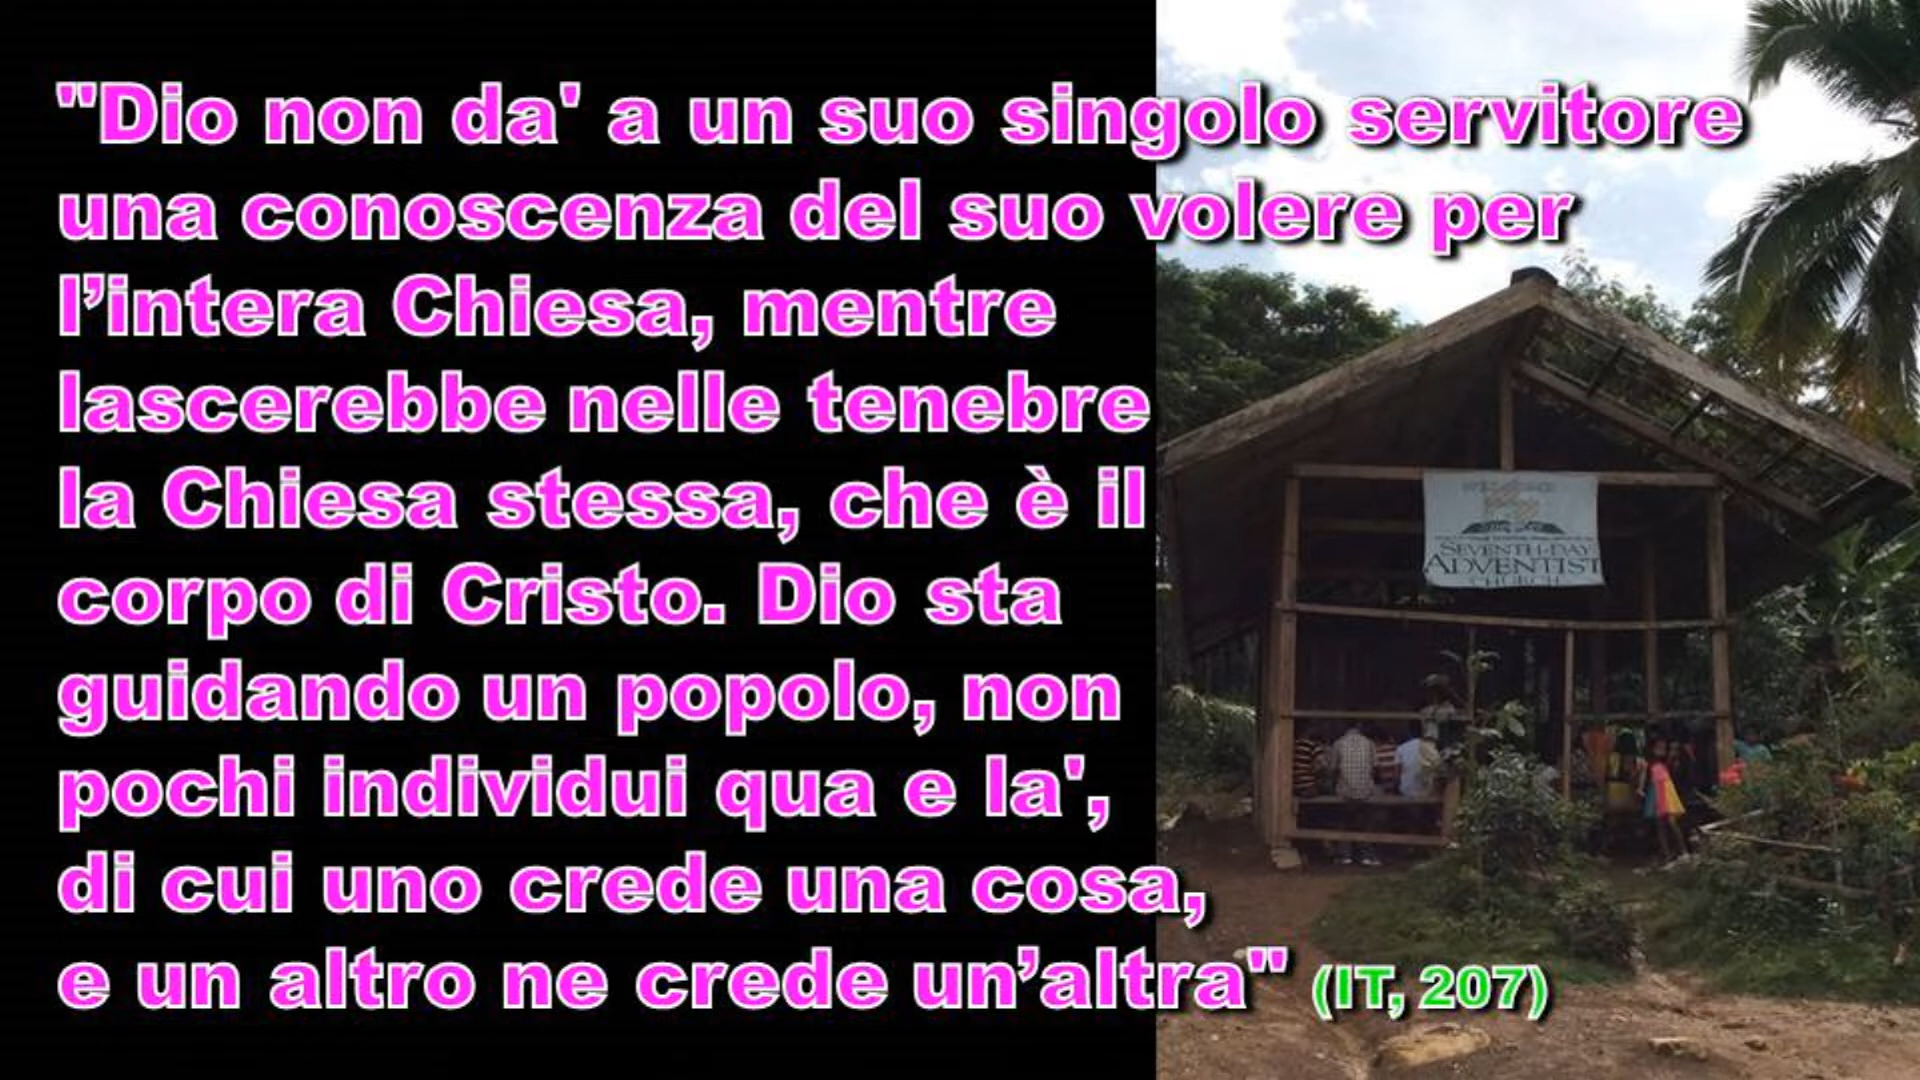 "Dio non da' a un suo singolo servitore
una conoscenza del suo volere per
l’intera Chiesa, mentre
lascerebbe nelle tenebre
la Chiesa stessa, che è il
corpo di Cristo. Dio sta
guidando un popolo, non
pochi individui qua e la',
di cui uno crede una cosa,
e un altro ne crede un’altra" (IT, 207)
SEVENTH-DAY
ADVENTIST
CHURCH